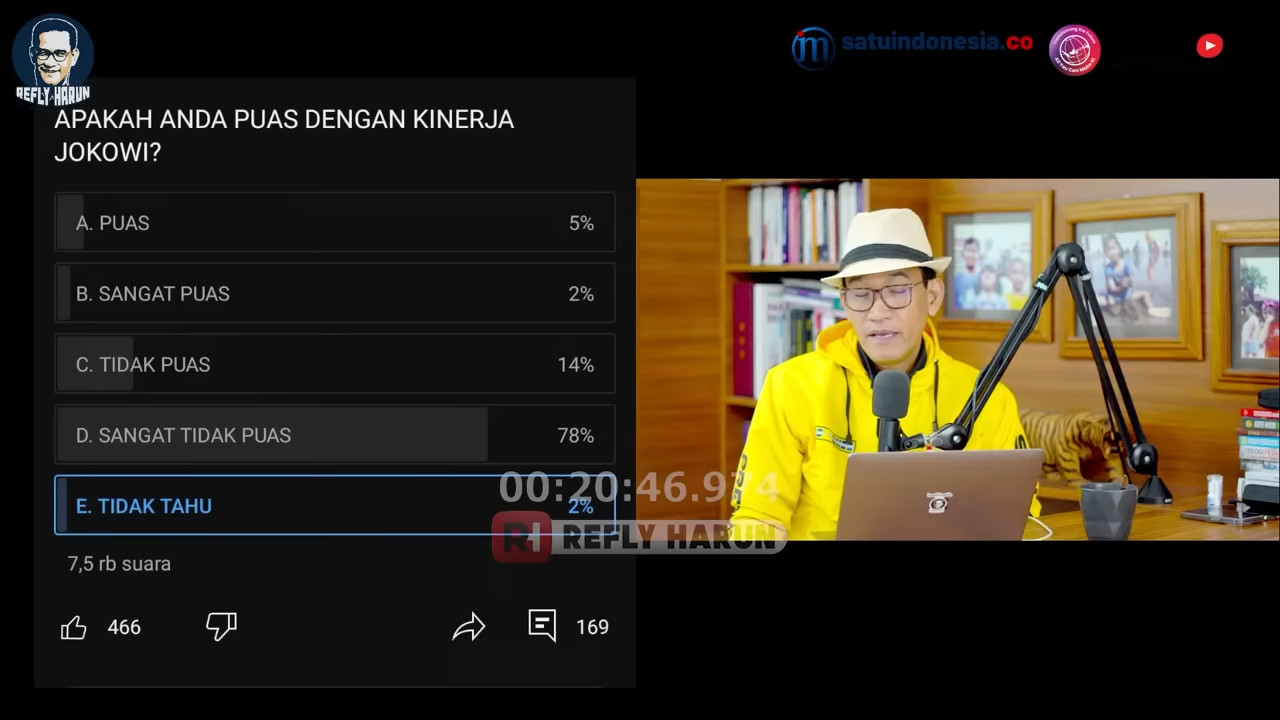 REFLY HARUN
satuindonesia.co
APAKAH ANDA PUAS DENGAN KINERJA
JOKOWI?
A. PUAS 5%
B. SANGAT PUAS 2%
C. TIDAK PUAS 14%
D. SANGAT TIDAK PUAS 78%
E. TIDAK TAHU 2%
7,5 rb suara
466 169
00:20:46.974
RH REFLY HARUN